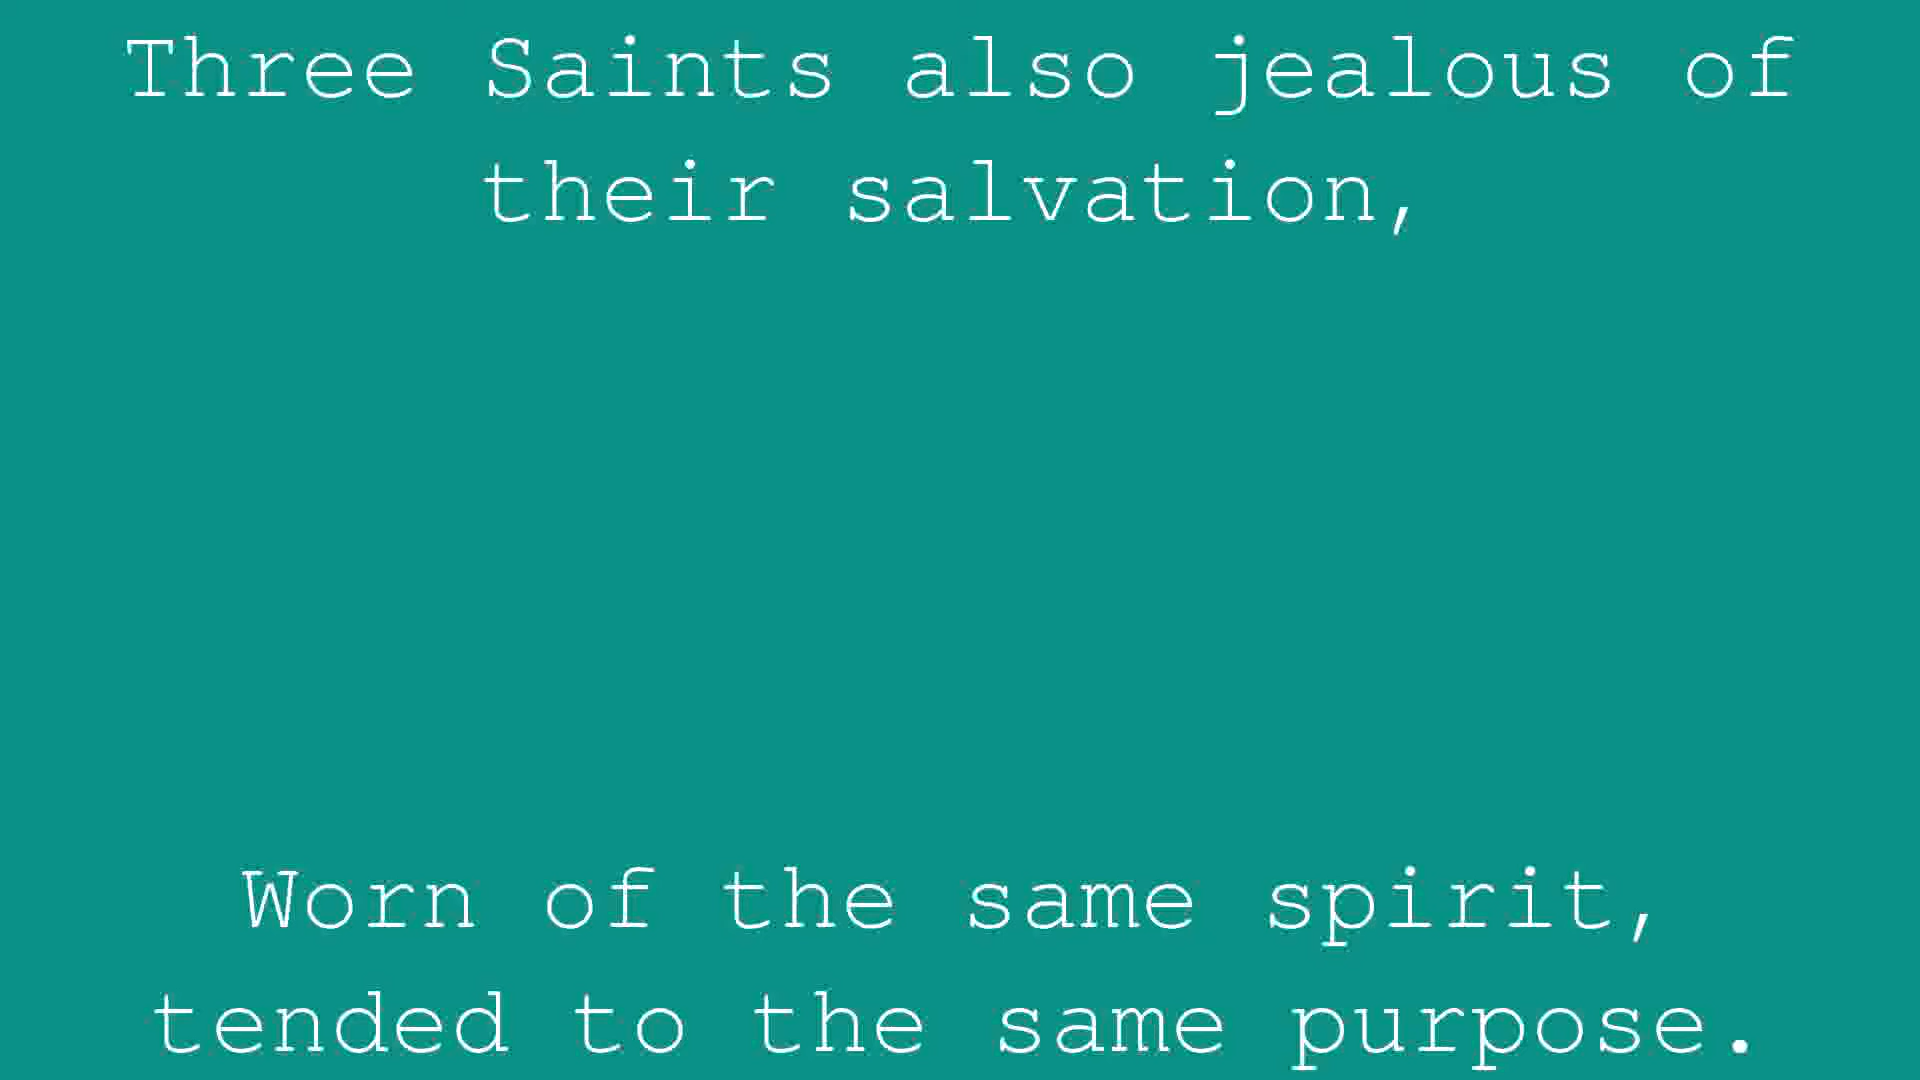 Three Saints also jealous of
their salvation,
Worn of the same spirit,
tended to the same purpose.